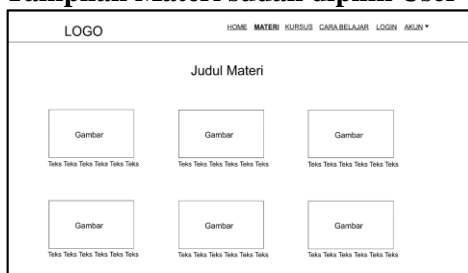 Tampilan Materi sudah dipilih User
LOGO
HOME MATERI KURSUS CARA BELAJAR LOGIN AKUN
Judul Materi
Gambar Gambar Gambar
Teks Teks Teks Teks Teks Teks Teks Teks Teks Teks Teks Teks Teks Teks Teks Teks Teks Teks
Gambar Gambar Gambar
Teks Teks Teks Teks Teks Teks Teks Teks Teks Teks Teks Teks Teks Teks Teks Teks Teks Teks